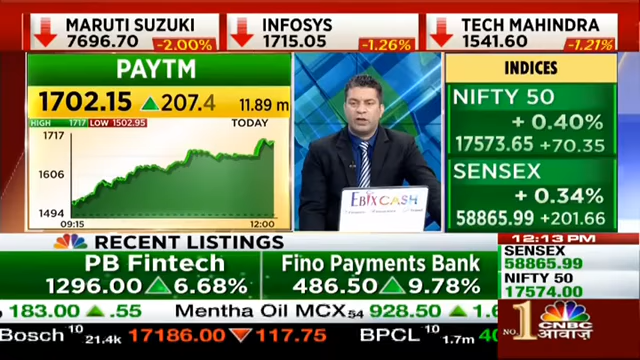 MARUTI SUZUKI
7696.70 -2.00%
INFOSYS
1715.05 -1.26%
TECH MAHINDRA
1541.60 -1.21%
PAYTM
1702.15 207.4 11.89 m
HIGH 1717 LOW 1502.95 TODAY
1717
1606
1494
09:15 12:00
EBIXCASH
INDICES
NIFTY 50
+ 0.40%
17573.65 +70.35
SENSEX
+ 0.34%
58865.99 +201.66
RECENT LISTINGS
PB Fintech
1296.00 6.68%
Fino Payments Bank
486.50 9.78%
12:13 PM
SENSEX
58865.99
NIFTY 50
17574.00
183.00 .55 Mentha Oil MCX 54 928.50 1.6
Bosch 10 21.4k 17186.00 117.75 BPCL 10 1.7m 40
NO. 1 CNBC
आवाज़